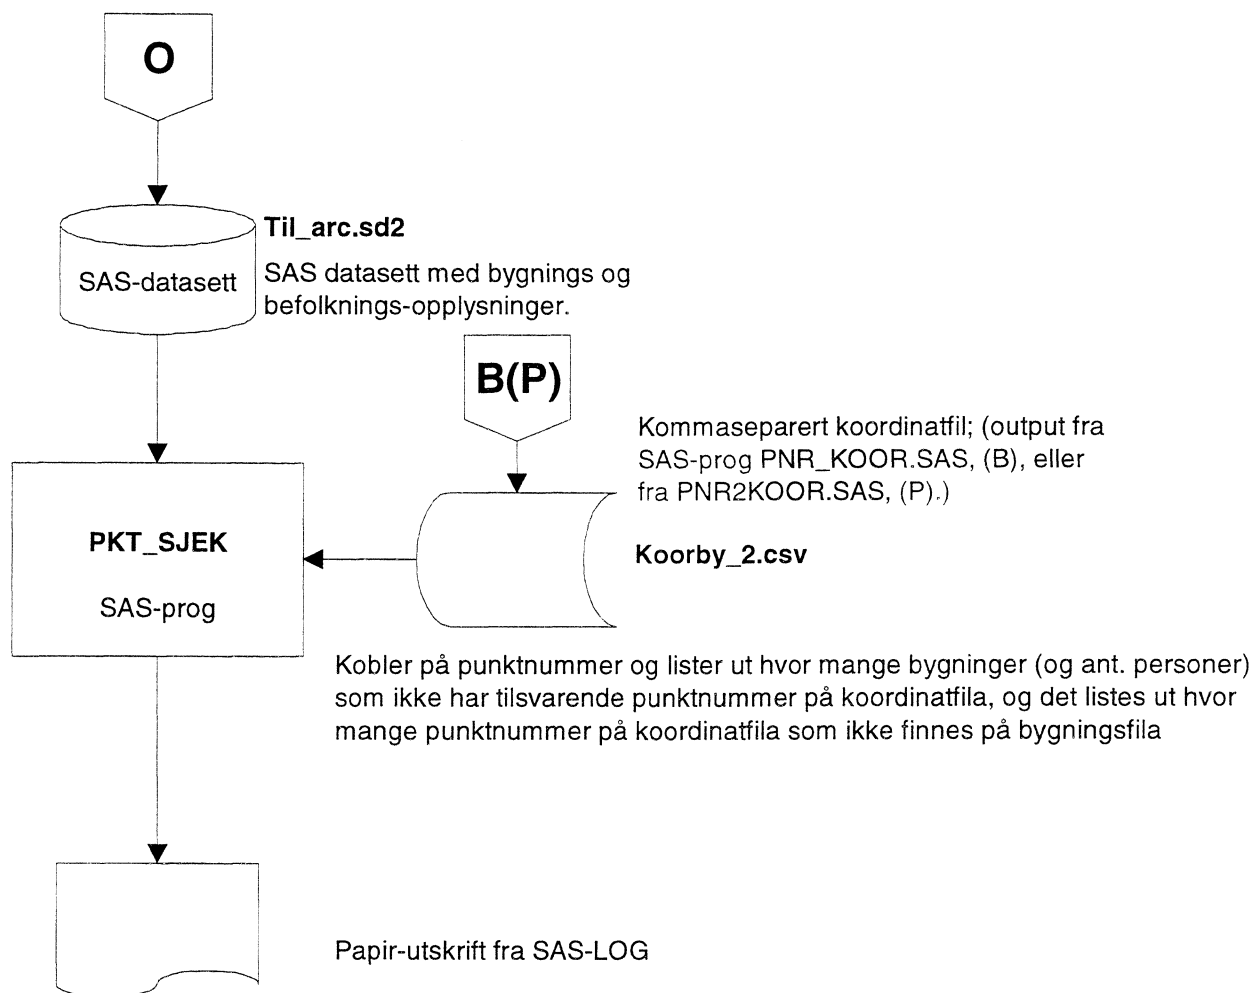 O
Til_arc.sd2
SAS-datasett
SAS datasett med bygnings og
befolknings-opplysninger.
B(P)
Kommaseparert koordinatfil; (output fra
SAS-prog PNR_KOOR.SAS, (B), eller
fra PNR2KOOR.SAS, (P).)
PKT_SJEK
SAS-prog
Koorby_2.csv
Kobler på punktnummer og lister ut hvor mange bygninger (og ant. personer)
som ikke har tilsvarende punktnummer på koordinatfila, og det listes ut hvor
mange punktnummer på koordinatfila som ikke finnes på bygningsfila
Papir-utskrift fra SAS-LOG